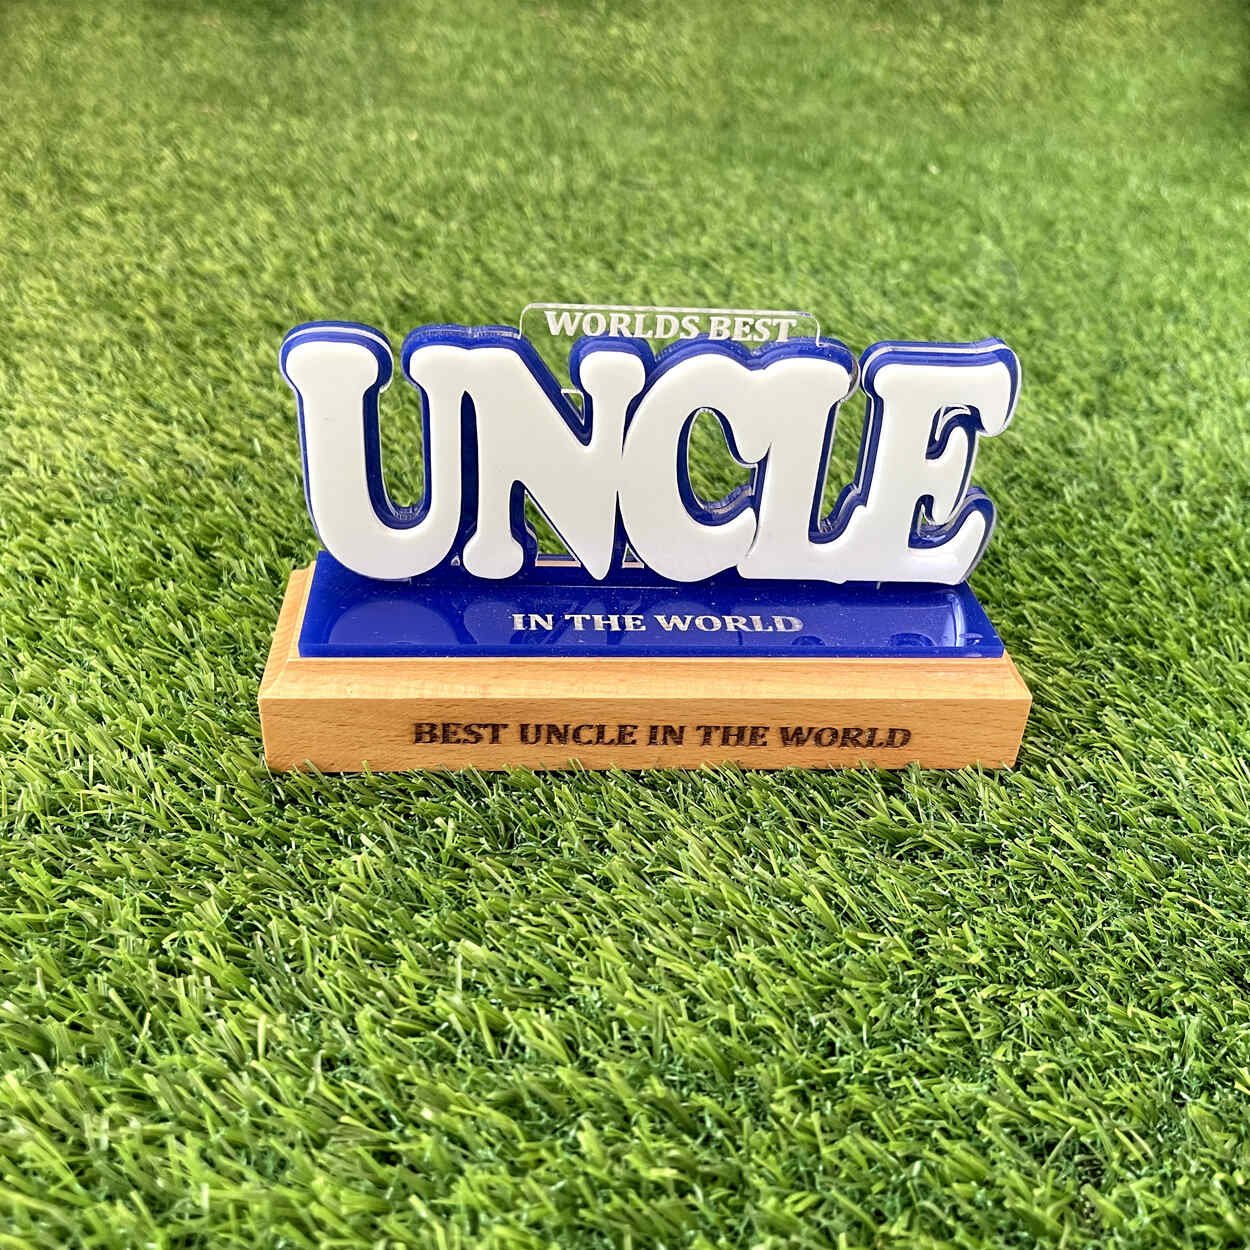 WORLDS BEST
UNCLE
IN THE WORLD
BEST UNCLE IN THE WORLD